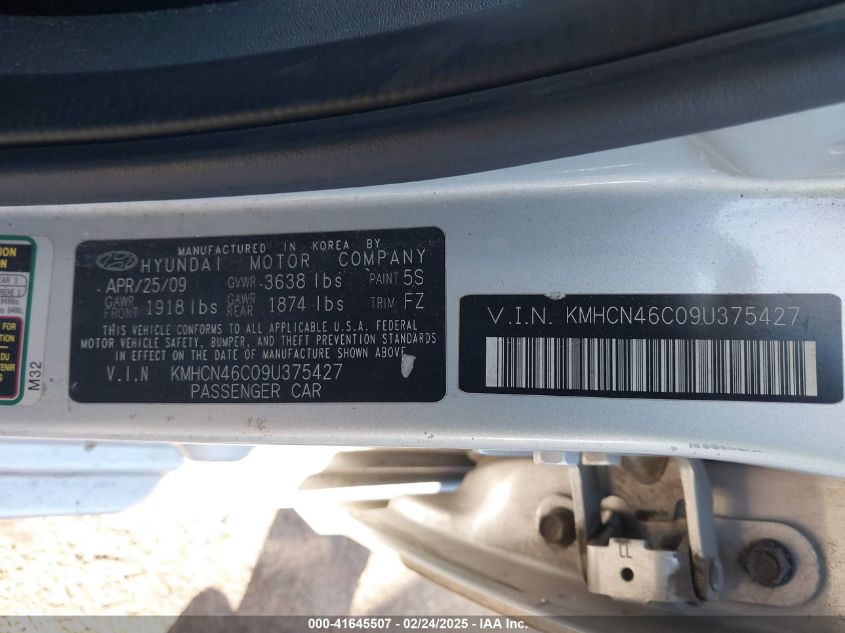 MANUFACTURED IN KOREA BY
HYUNDAI MOTOR COMPANY
APR/25/09 GVWR 3638 lbs PAINT 5S
GAWR FRONT 1918 lbs GAWR REAR 1874 lbs TRIM FZ
THIS VEHICLE CONFORMS TO APPLICABLE U.S.A. FEDERAL
MOTOR VEHICLE SAFETY, BUMPER, AND THEFT PREVENTION STANDARDS
IN EFFECT ON THE DATE OF MANUFACTURE SHOWN ABOVE
V.I.N KMHCN46C09U375427
PASSENGER CAR
V.I.N. KMHCN46C09U375427
M32
000-41645507 - 02/24/2025 - IAA Inc.